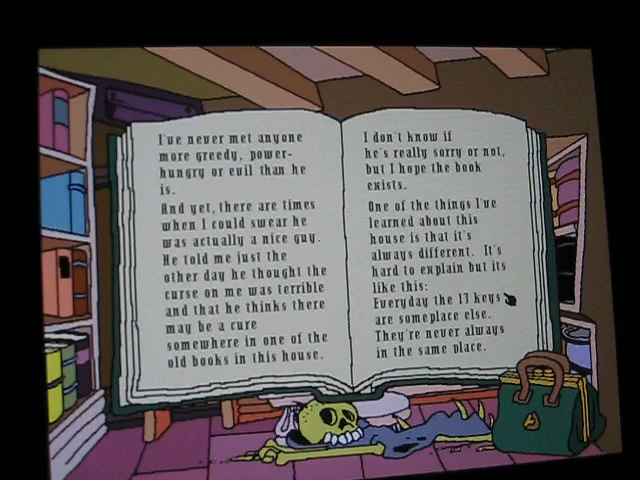 I've never met anyone
more greedy, power-
hungry or evil than he
is.
And yet, there are times
when I could swear he
was actually a nice guy.
He told me just the
other day he thought the
curse on me was terrible
and that he thinks there
may be a cure
somewhere in one of the
old books in this house.
I don't know if
he's really sorry or not,
but I hope the book
exists.
One of the things I've
learned about this
house is that it's
always different. It's
hard to explain but its
like this:
Everyday the 13 keys
are someplace else.
They're never always
in the same place.